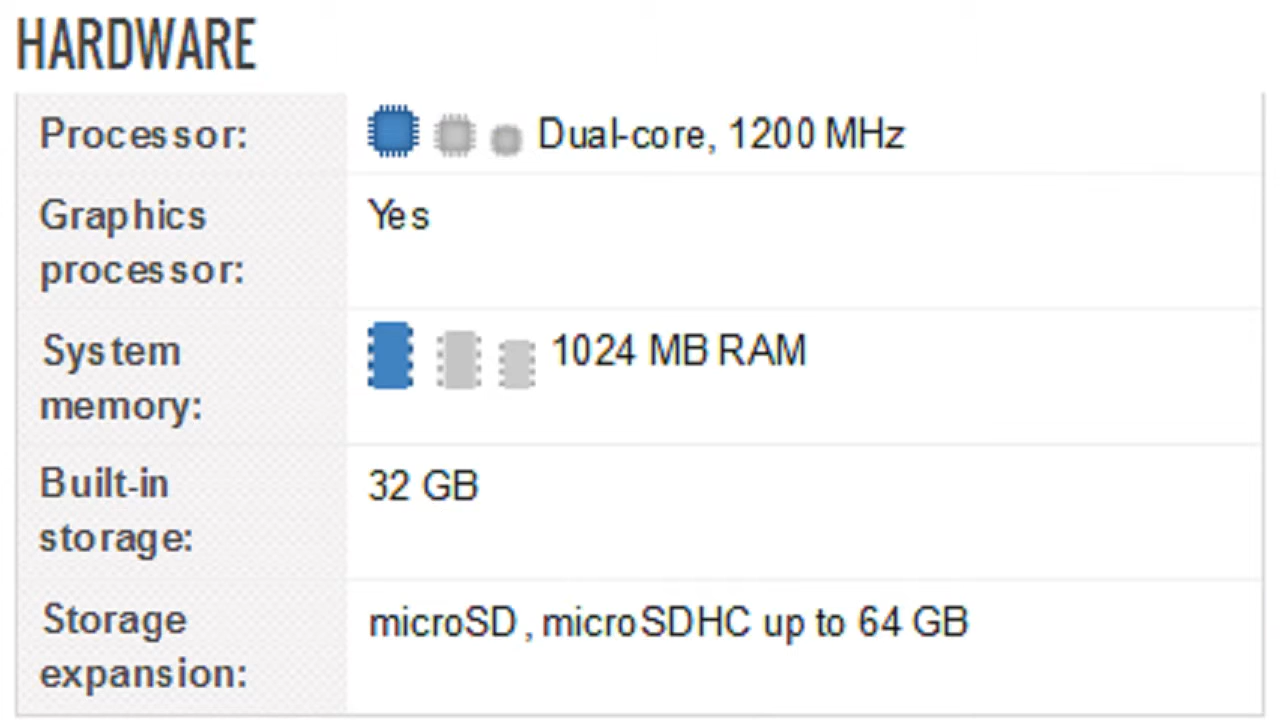 HARDWARE
Processor: Dual-core, 1200 MHz
Graphics processor: Yes
System memory: 1024 MB RAM
Built-in storage: 32 GB
Storage expansion: microSD, microSDHC up to 64 GB